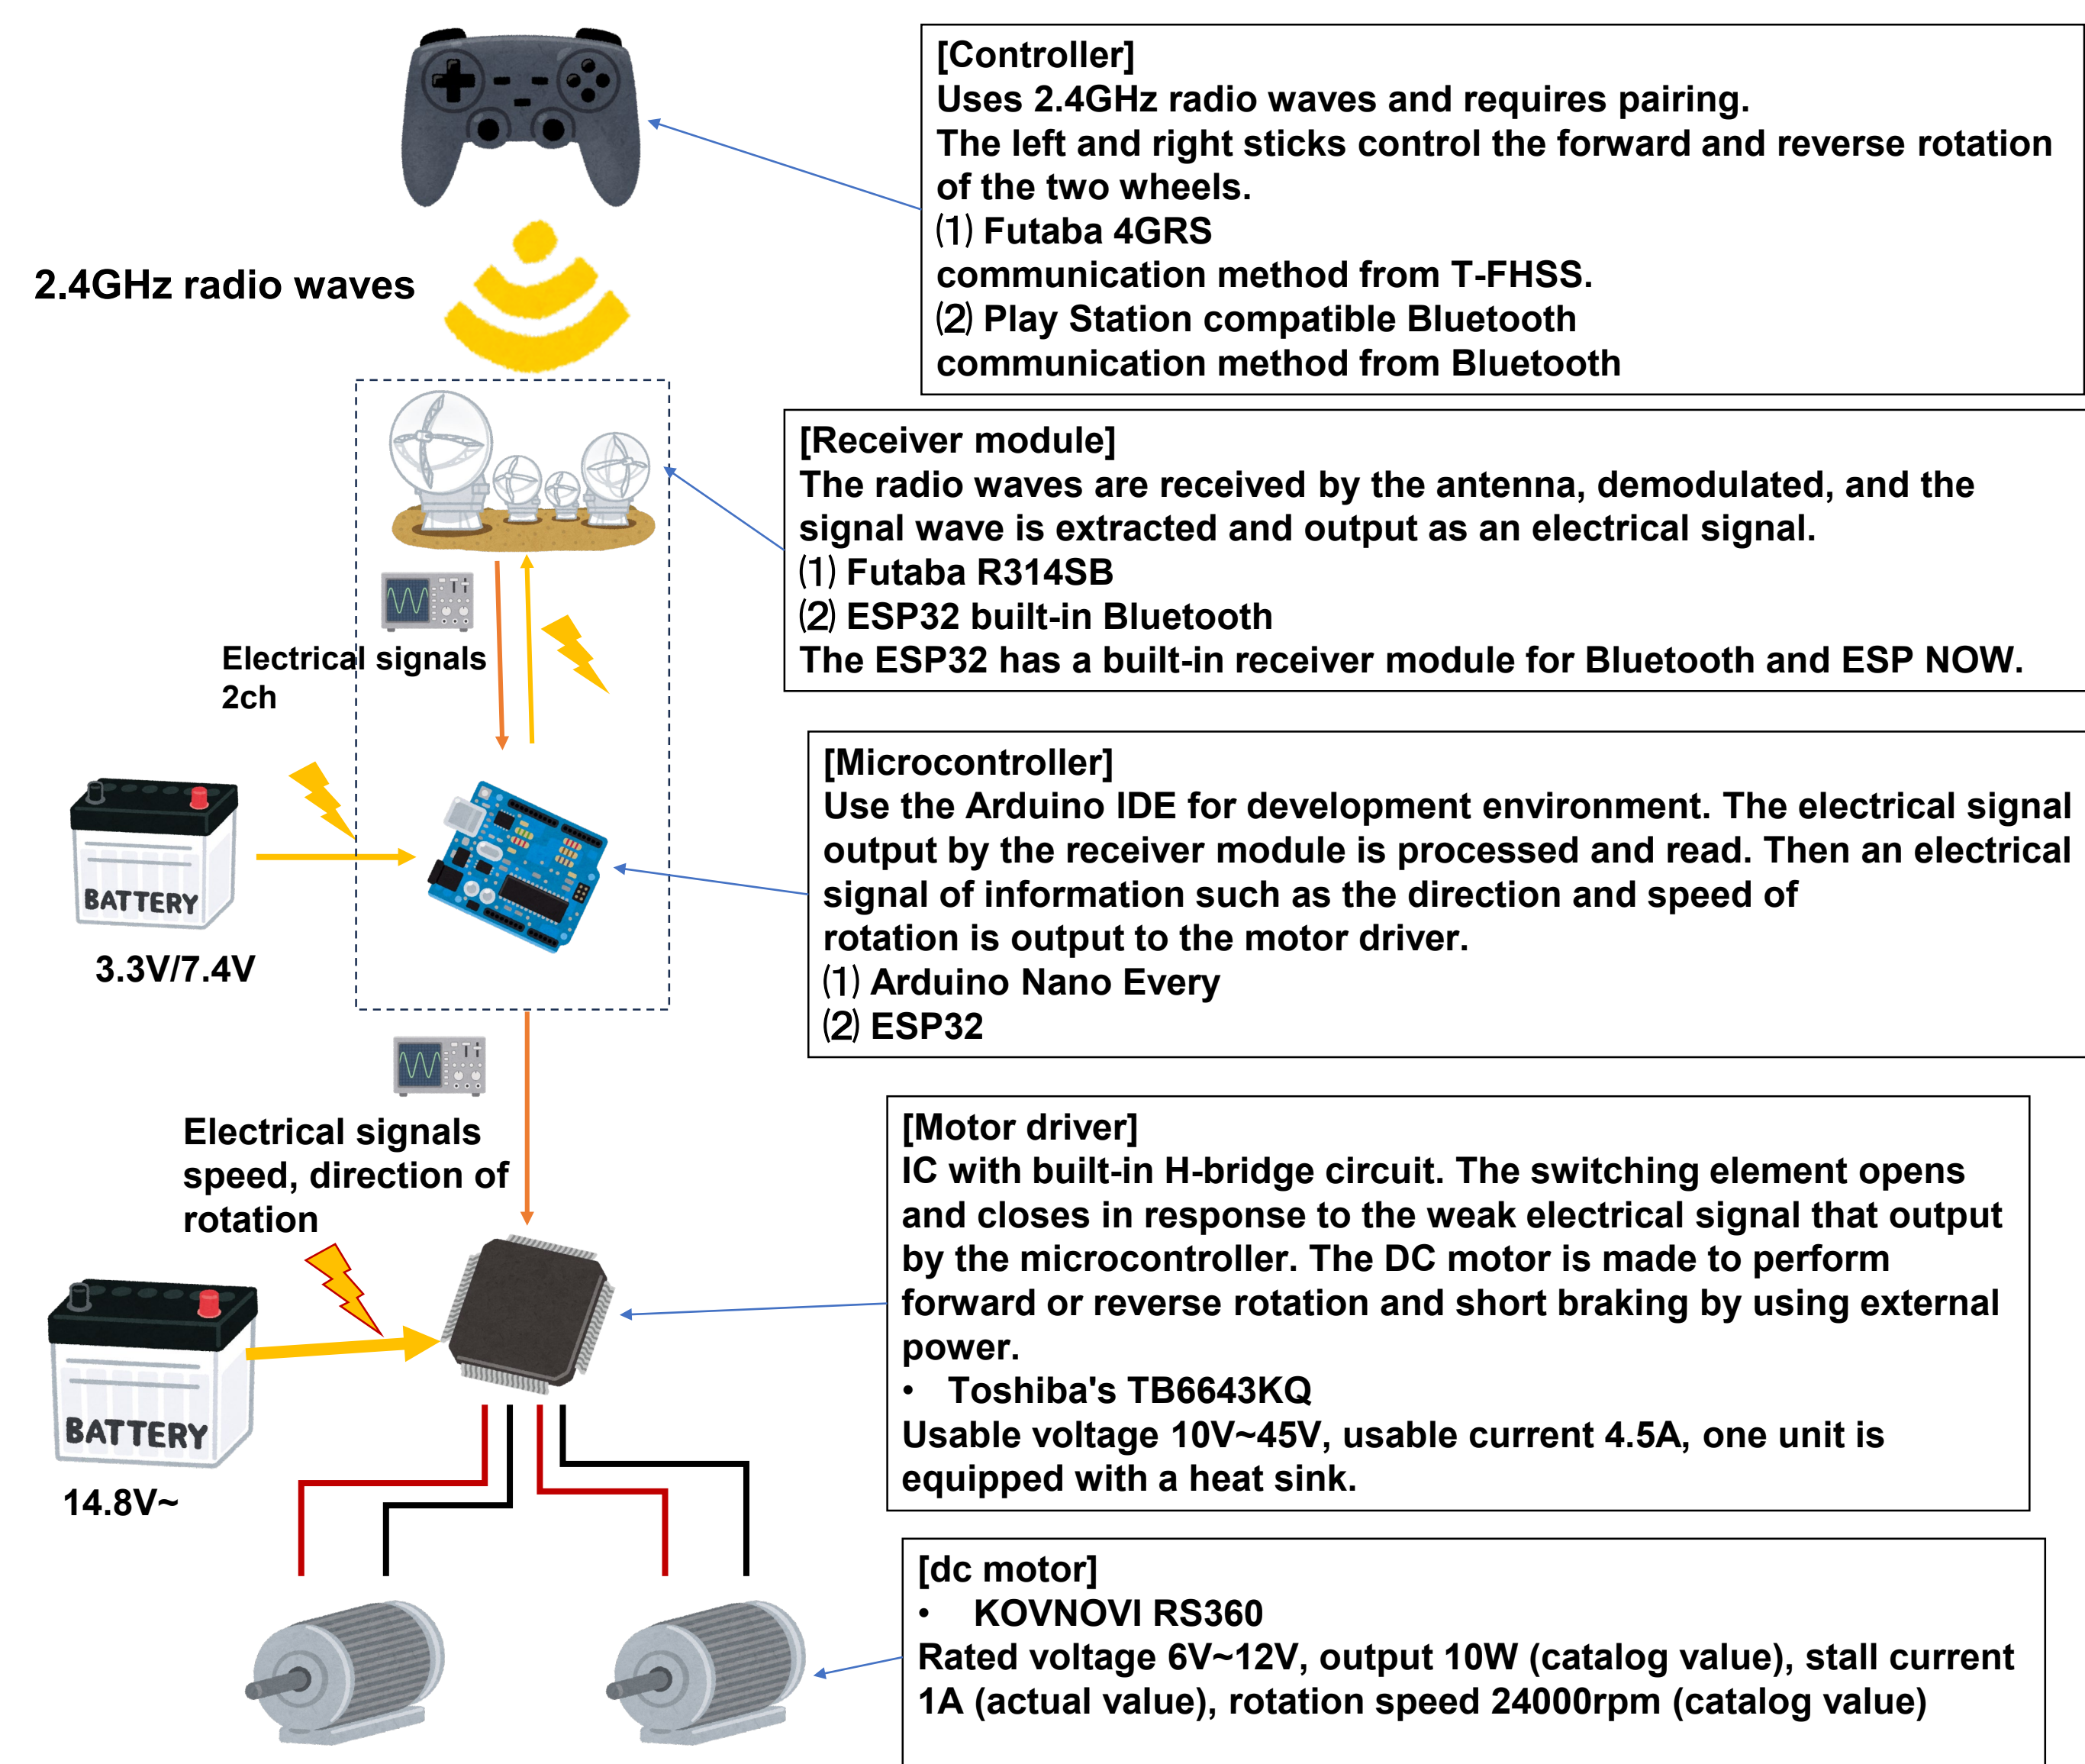 [Controller]
Uses 2.4GHz radio waves and requires pairing.
The left and right sticks control the forward and reverse rotation
of the two wheels.
⑴ Futaba 4GRS
communication method from T-FHSS.
⑵ Play Station compatible Bluetooth
communication method from Bluetooth
2.4GHz radio waves
[Receiver module]
The radio waves are received by the antenna, demodulated, and the
signal wave is extracted and output as an electrical signal.
⑴ Futaba R314SB
⑵ ESP32 built-in Bluetooth
The ESP32 has a built-in receiver module for Bluetooth and ESP NOW.
Electrical signals
2ch
[Microcontroller]
Use the Arduino IDE for development environment. The electrical signal
output by the receiver module is processed and read. Then an electrical
signal of information such as the direction and speed of
rotation is output to the motor driver.
⑴ Arduino Nano Every
⑵ ESP32
BATTERY
3.3V/7.4V
Electrical signals
speed, direction of
rotation
[Motor driver]
IC with built-in H-bridge circuit. The switching element opens
and closes in response to the weak electrical signal that output
by the microcontroller. The DC motor is made to perform
forward or reverse rotation and short braking by using external
power.
• Toshiba's TB6643KQ
Usable voltage 10V~45V, usable current 4.5A, one unit is
equipped with a heat sink.
BATTERY
14.8V~
[dc motor]
• KOVNOVI RS360
Rated voltage 6V~12V, output 10W (catalog value), stall current
1A (actual value), rotation speed 24000rpm (catalog value)